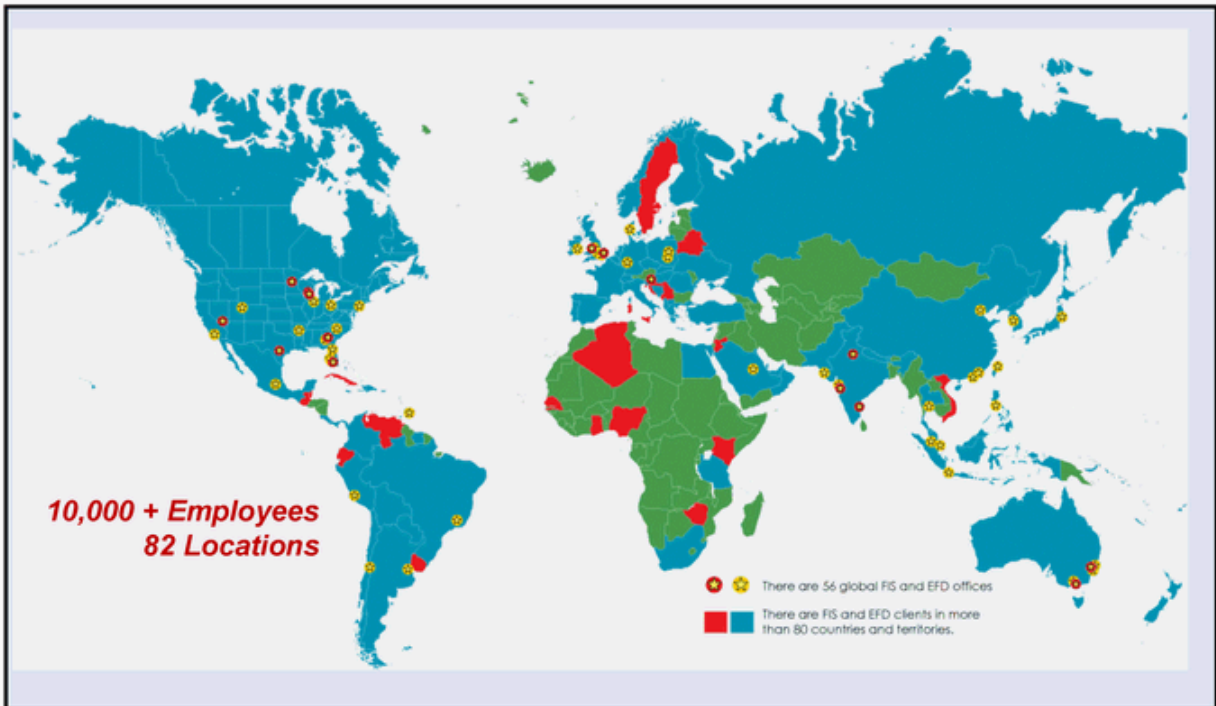 10,000 + Employees
82 Locations
There are 56 global FIS and EFD offices
There are FIS and EFD clients in more
than 80 countries and territories.